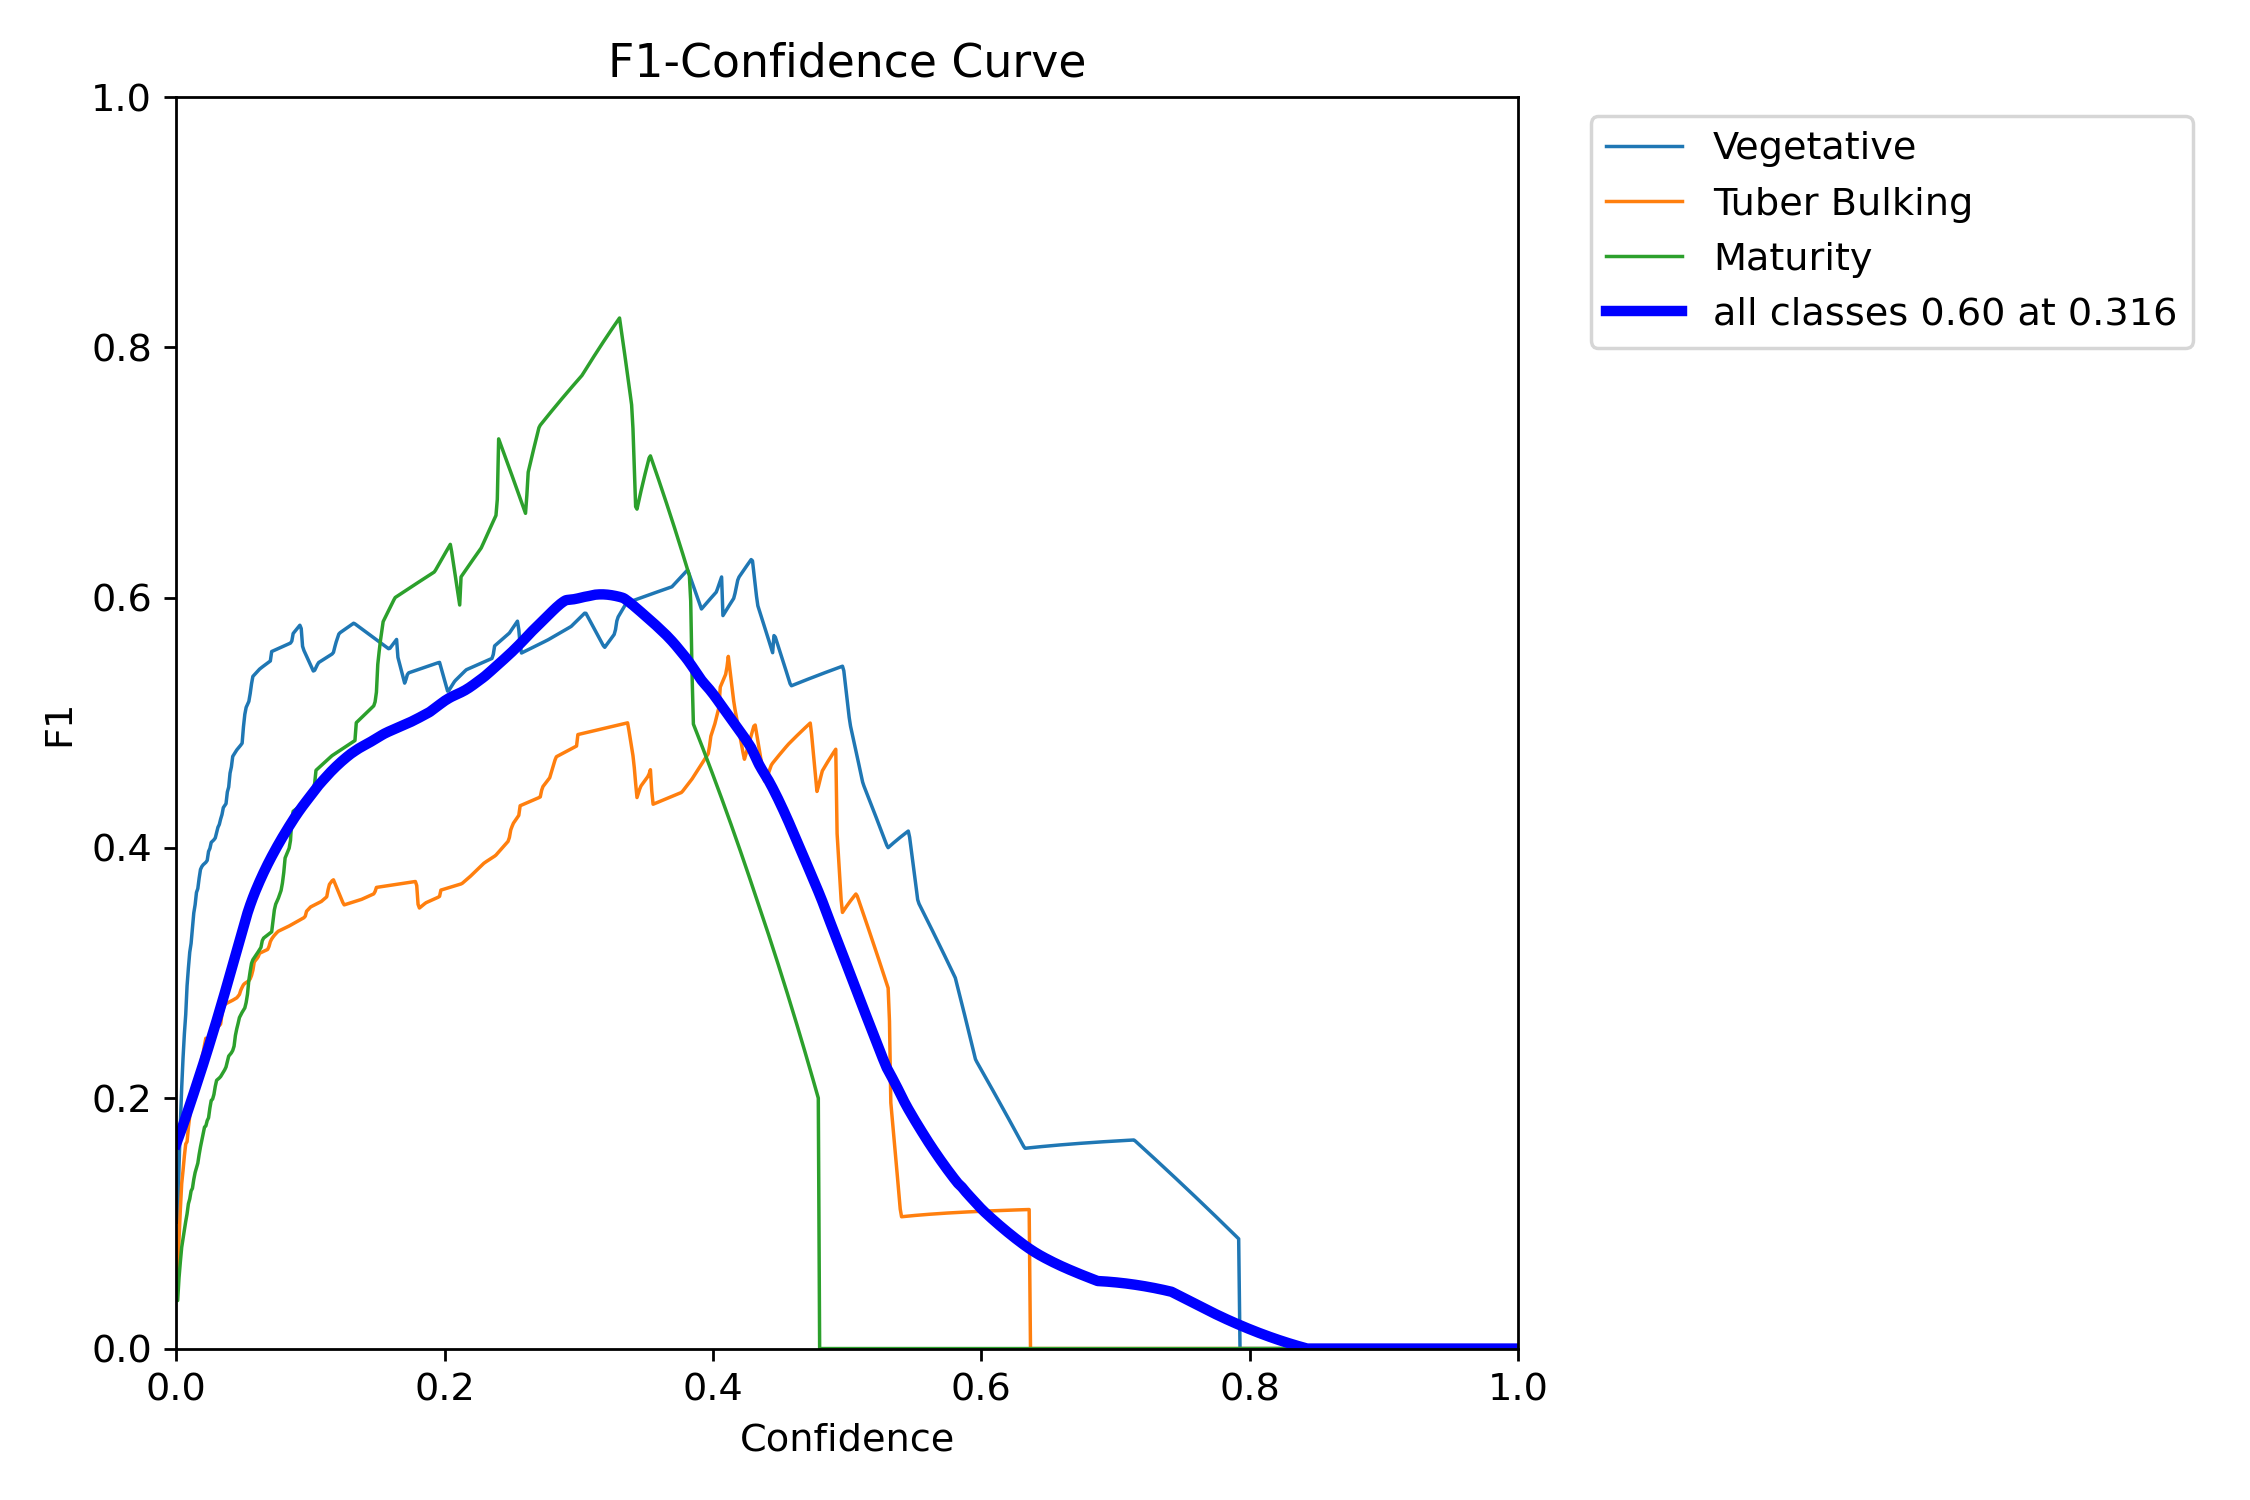 F1-Confidence Curve
1.0
0.8
0.6
0.4
0.2
0.0
F1
0.0 0.2 0.4 0.6 0.8 1.0
Confidence
Vegetative
Tuber Bulking
Maturity
all classes 0.60 at 0.316